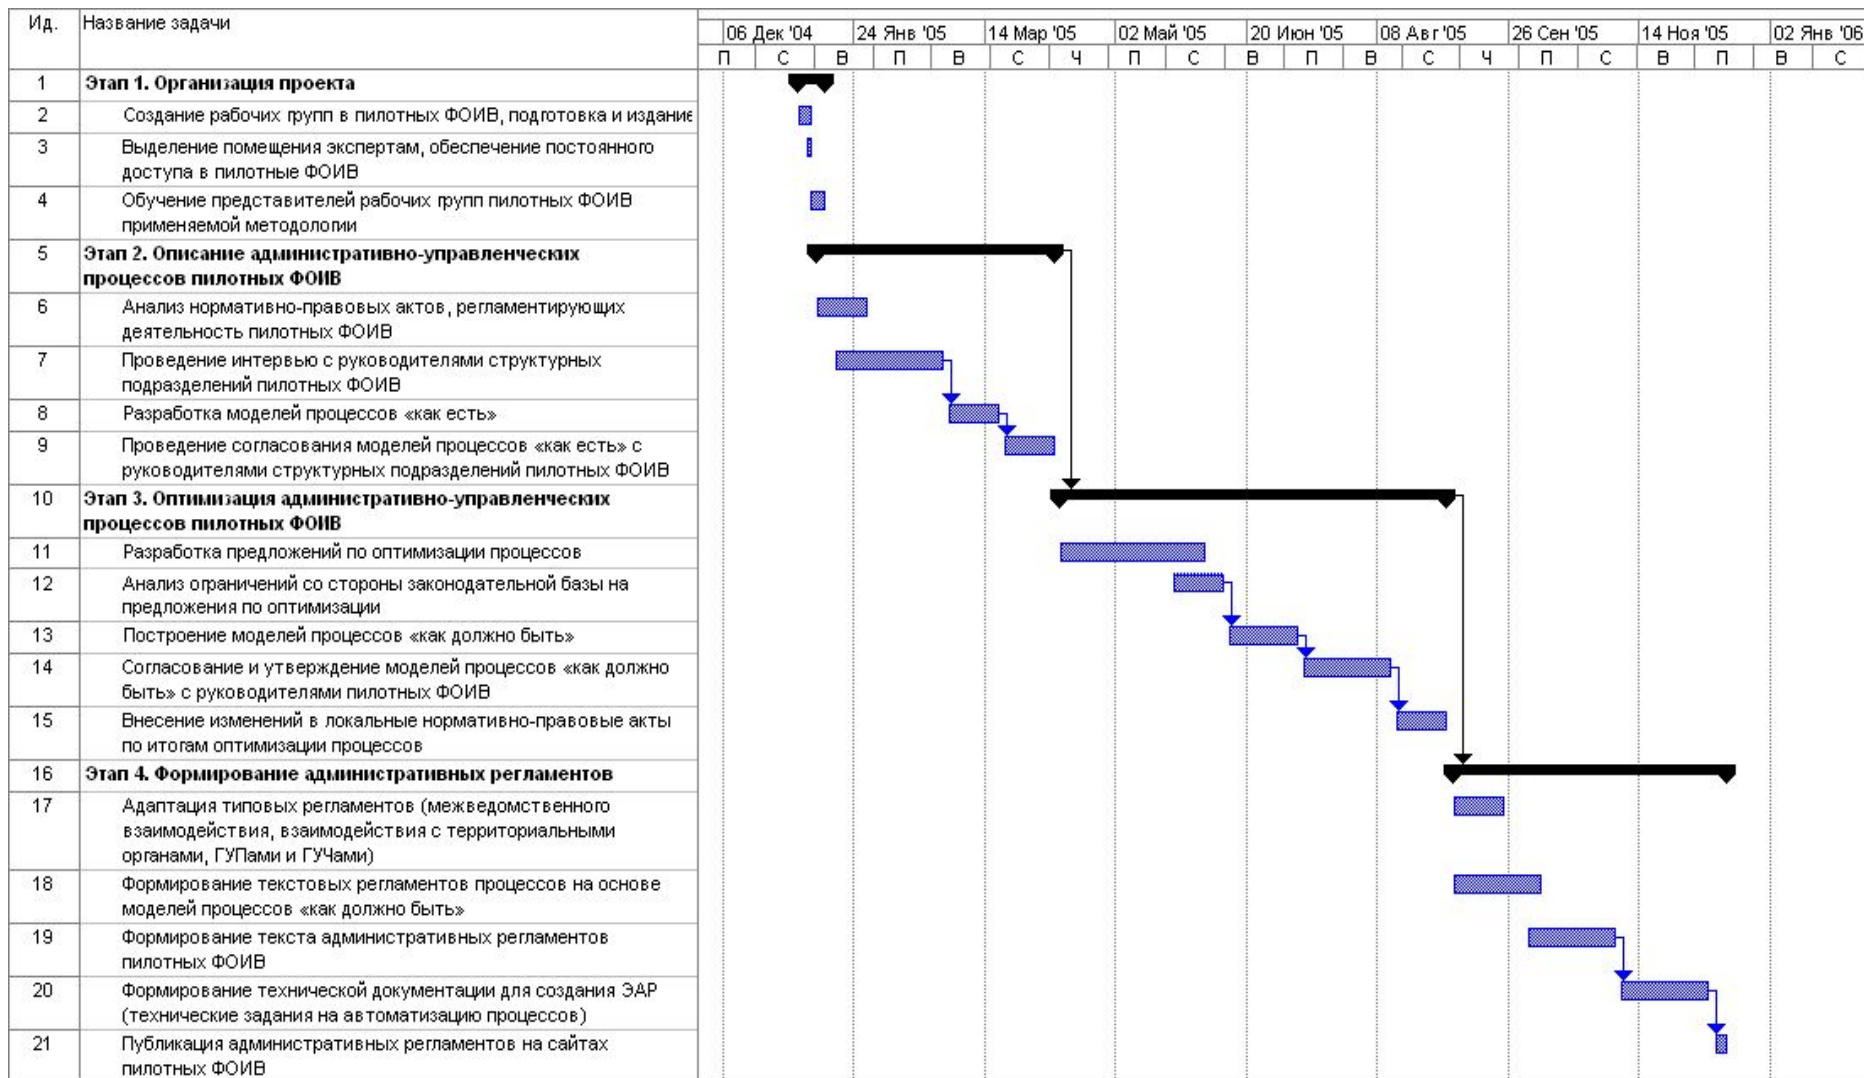 Ид.
Название задачи
06 Дек '04
24 Янв '05
14 Мар '05
02 Май '05
20 Июн '05
08 Авг '05
26 Сен '05
14 Ноя '05
02 Янв '06
П С В П В С Ч П С В П В С Ч П С В П В С
1 Этап 1. Организация проекта
2 Создание рабочих групп в пилотных ФОИВ, подготовка и издание
3 Выделение помещения экспертам, обеспечение постоянного
доступа в пилотные ФОИВ
4 Обучение представителей рабочих групп пилотных ФОИВ
применяемой методологии
5 Этап 2. Описание административно-управленческих
процессов пилотных ФОИВ
6 Анализ нормативно-правовых актов, регламентирующих
деятельность пилотных ФОИВ
7 Проведение интервью с руководителями структурных
подразделений пилотных ФОИВ
8 Разработка моделей процессов «как есть»
9 Проведение согласования моделей процессов «как есть» с
руководителями структурных подразделений пилотных ФОИВ
10 Этап 3. Оптимизация административно-управленческих
процессов пилотных ФОИВ
11 Разработка предложений по оптимизации процессов
12 Анализ ограничений со стороны законодательной базы на
предложения по оптимизации
13 Построение моделей процессов «как должно быть»
14 Согласование и утверждение моделей процессов «как должно
быть» с руководителями пилотных ФОИВ
15 Внесение изменений в локальные нормативно-правовые акты
по итогам оптимизации процессов
16 Этап 4. Формирование административных регламентов
17 Адаптация типовых регламентов (межведомственного
взаимодействия, взаимодействия с территориальными
органами, ГУПами и ГУЧами)
18 Формирование текстовых регламентов процессов на основе
моделей процессов «как должно быть»
19 Формирование текста административных регламентов
пилотных ФОИВ
20 Формирование технической документации для создания ЭАР
(технические задания на автоматизацию процессов)
21 Публикация административных регламентов на сайтах
пилотных ФОИВ